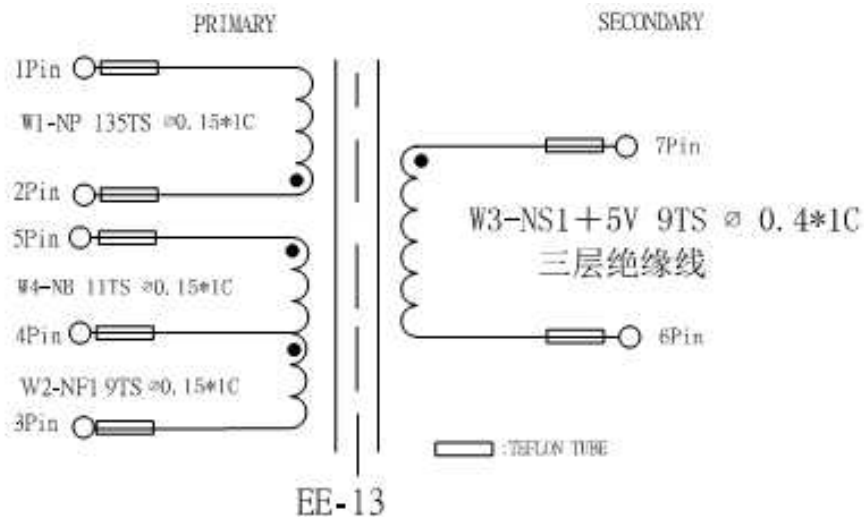 PRIMARY
SECONDARY
1Pin
W1-NP 135TS ⌀0.15*1C
2Pin
5Pin
W4-NB 11TS ⌀0.15*1C
4Pin
W2-NF1 9TS ⌀0.15*1C
3Pin
7Pin
W3-NS1+5V 9TS ⌀ 0.4*1C
三层绝缘线
6Pin
:TEFLON TUBE
EE-13